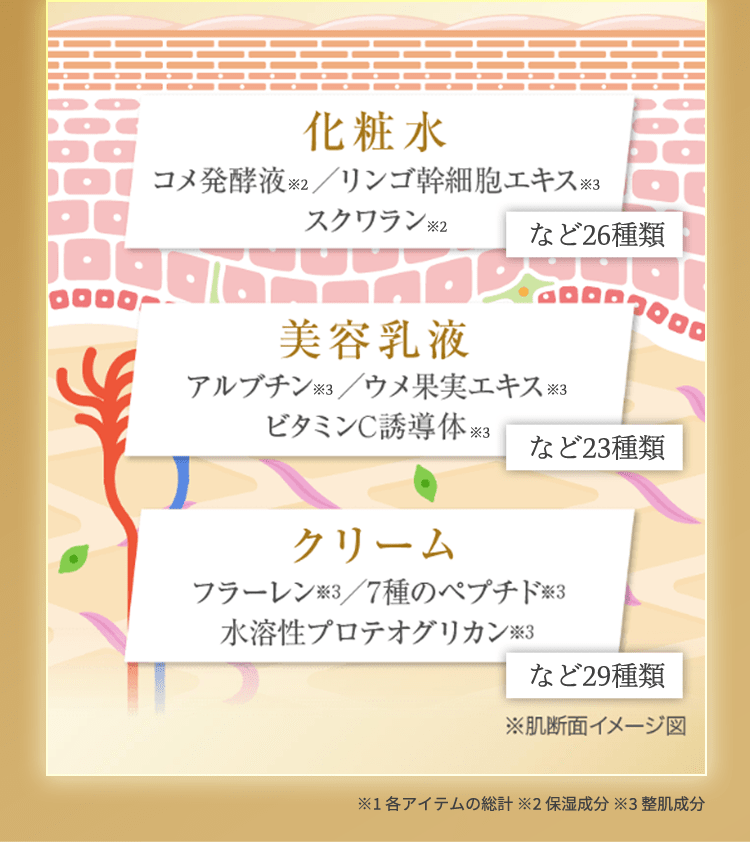 化粧水
コメ発酵液※2／リンゴ幹細胞エキス※3
スクワラン※2
など26種類
美容乳液
アルブチン※3／ウメ果実エキス※3
ビタミンC誘導体※3
など23種類
クリーム
フラーレン※3／7種のペプチド※3
水溶性プロテオグリカン※3
など29種類
※肌断面イメージ図
※1 各アイテムの総計 ※2 保湿成分 ※3 整肌成分